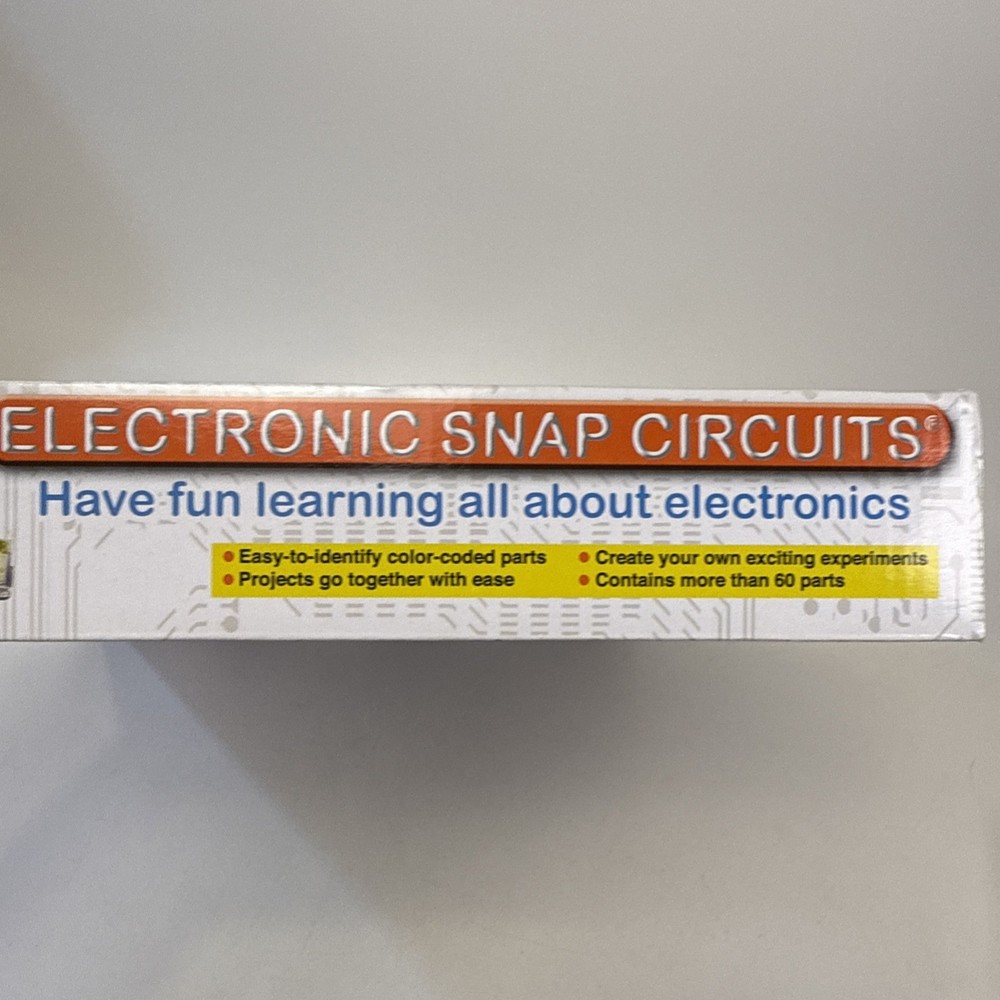 ELECTRONIC SNAP CIRCUITS®
Have fun learning all about electronics
• Easy-to-identify color-coded parts
• Projects go together with ease
• Create your own exciting experiments
• Contains more than 60 parts